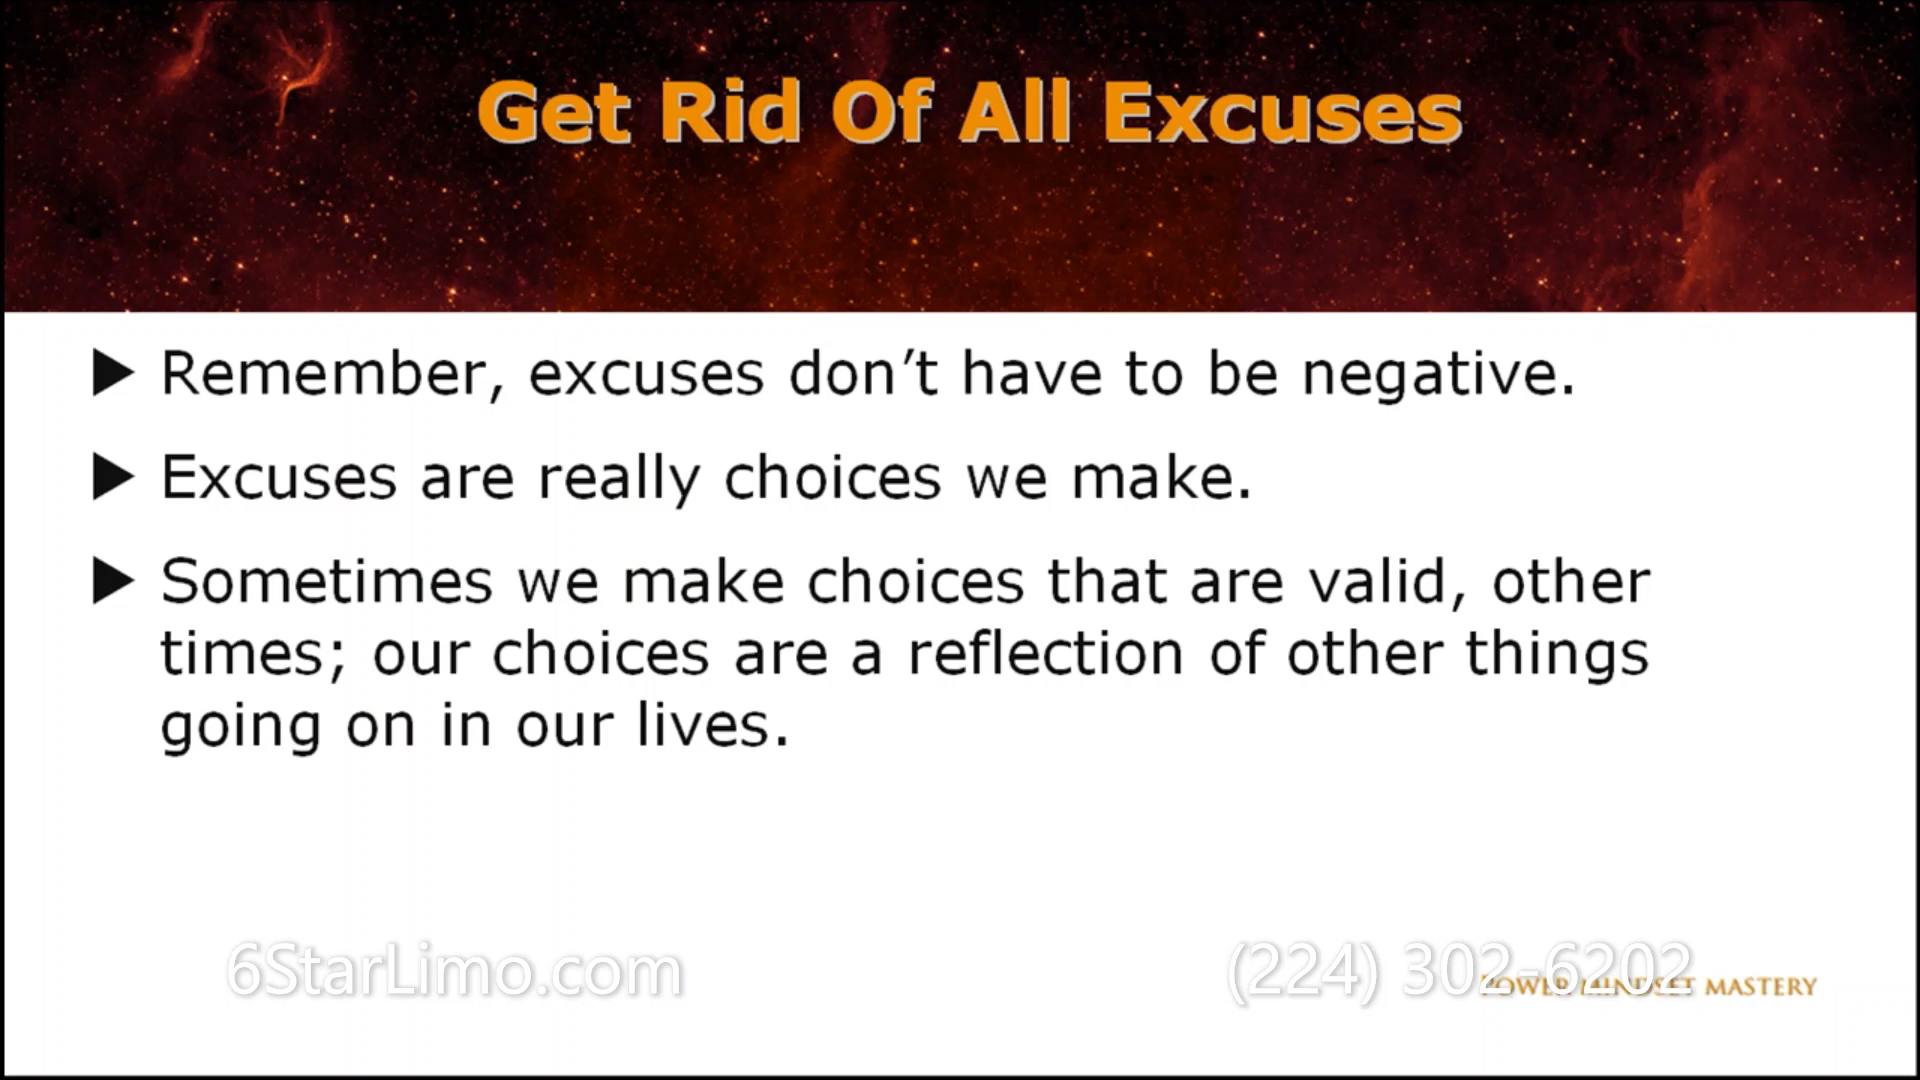 Get Rid Of All Excuses
Remember, excuses don’t have to be negative.
Excuses are really choices we make.
Sometimes we make choices that are valid, other
times; our choices are a reflection of other things
going on in our lives.
6StarLimo.com
(224) 302-6202
POWER MINDSET MASTERY